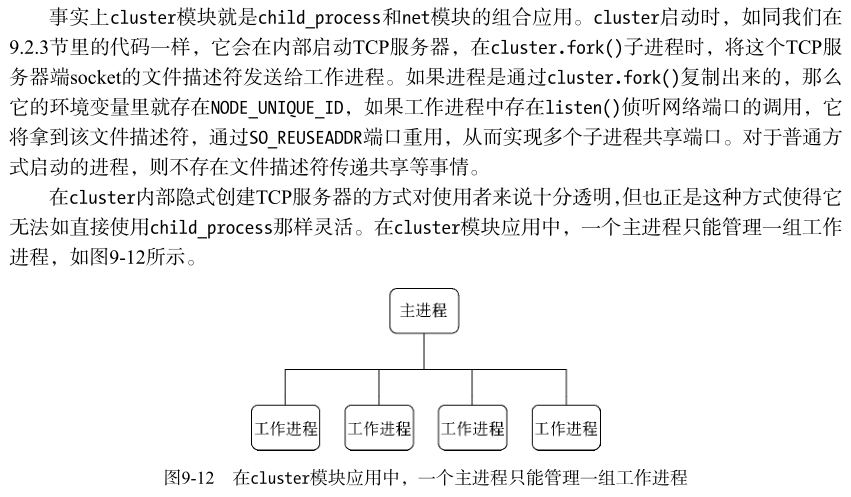 事实上cluster模块就是child_process和net模块的组合应用。cluster启动时，如同我们在
9.2.3节里的代码一样，它会在内部启动TCP服务器，在cluster.fork()子进程时，将这个TCP服
务器端socket的文件描述符发送给工作进程。如果进程是通过cluster.fork()复制出来的，那么
它的环境变量里就存在NODE_UNIQUE_ID，如果工作进程中存在listen()侦听网络端口的调用，它
将拿到该文件描述符，通过SO_REUSEADDR端口重用，从而实现多个子进程共享端口。对于普通方
式启动的进程，则不存在文件描述符传递共享等事情。
在cluster内部隐式创建TCP服务器的方式对使用者来说十分透明，但也正是这种方式使得它
无法如直接使用child_process那样灵活。在cluster模块应用中，一个主进程只能管理一组工作
进程，如图9-12所示。
主进程
工作进程 工作进程 工作进程 工作进程
图9-12 在cluster模块应用中，一个主进程只能管理一组工作进程